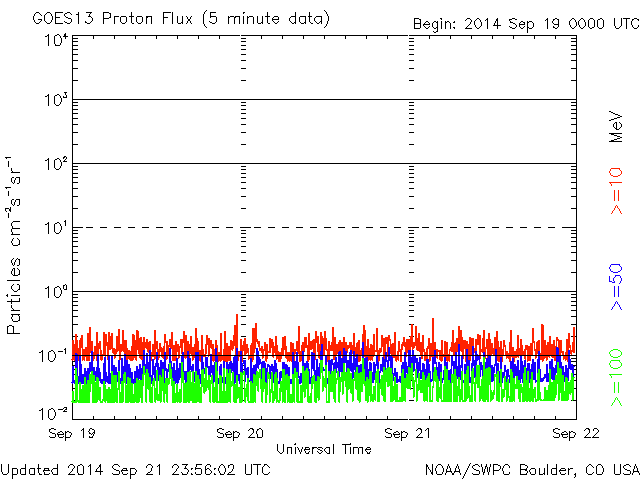 GOES13 Proton Flux (5 minute data)
Begin: 2014 Sep 19 0000 UTC
Particles cm⁻²s⁻¹sr⁻¹
10⁴
10³
10²
10¹
10⁰
10⁻¹
10⁻²
Sep 19
Sep 20
Sep 21
Sep 22
Universal Time
MeV
>=10
>=50
>=100
Updated 2014 Sep 21 23:56:02 UTC
NOAA/SWPC Boulder, CO USA